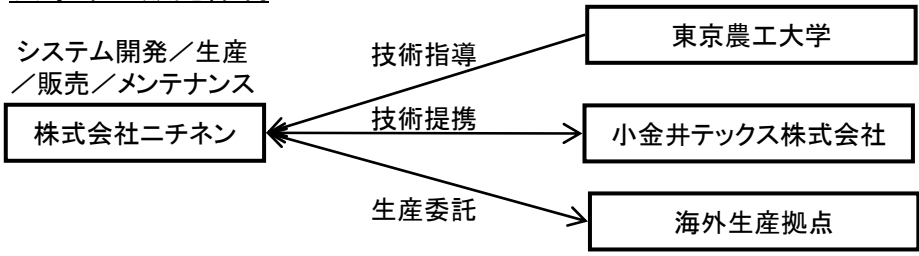 システム開発／生産
／販売／メンテナンス
株式会社ニチネン
技術指導
技術提携
生産委託
東京農工大学
小金井テックス株式会社
海外生産拠点